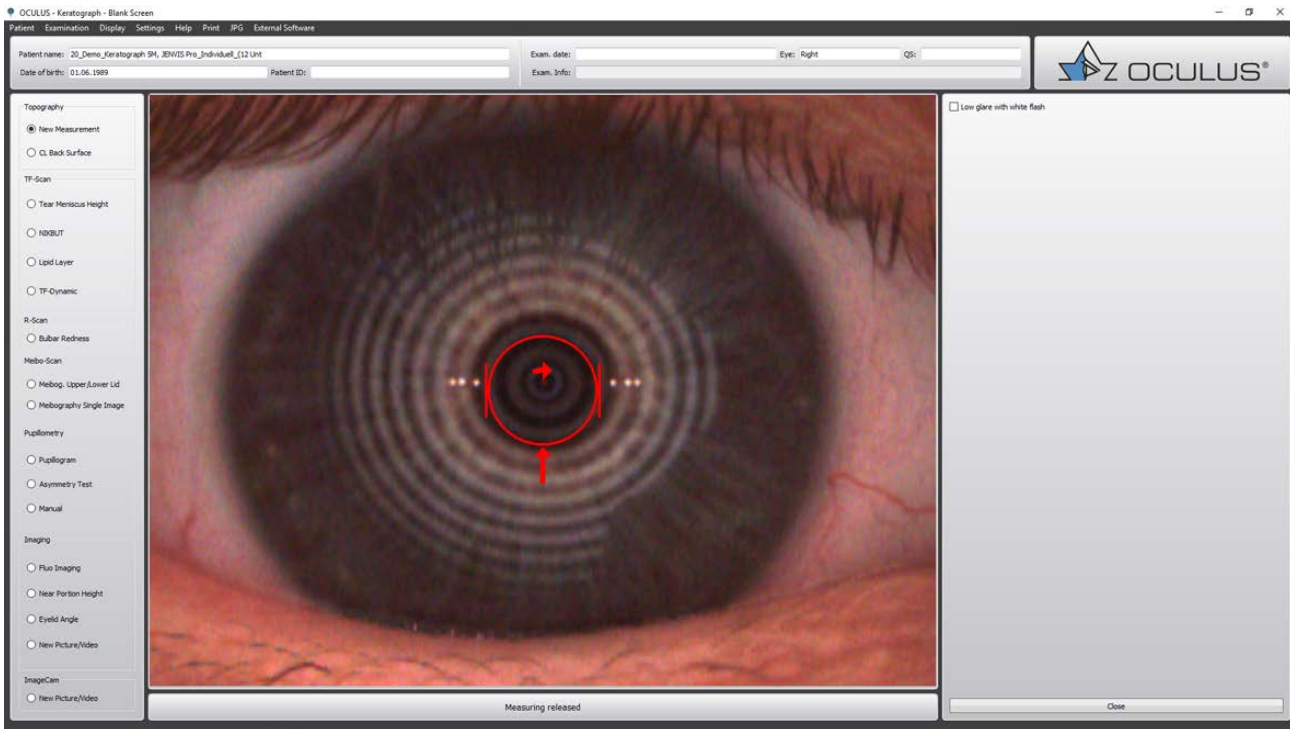 OCULUS - Keratograph - Blank Screen
Patient Examination Display Settings Help Print JPG External Software
Patient name: 20_Demo_Keratograph 5M, JENVIS Pro_Individuell_(12 Unt
Exam. date:
Eye: Right
QS:
Date of birth: 01.06.1989
Patient ID:
Exam. Info:
OCULUS®
Topography
New Measurement
CL Back Surface
TF-Scan
Tear Meniscus Height
NIKBUT
Lipid Layer
TF-Dynamic
R-Scan
Bulbar Redness
Meibo-Scan
Meibog. Upper/Lower Lid
Meibography Single Image
Pupillometry
Pupillogram
Asymmetry Test
Manual
Imaging
Fluo Imaging
Near Portion Height
Eyelid Angle
New Picture/Video
ImageCam
New Picture/Video
Measuring released
Low glare with white flash
Close